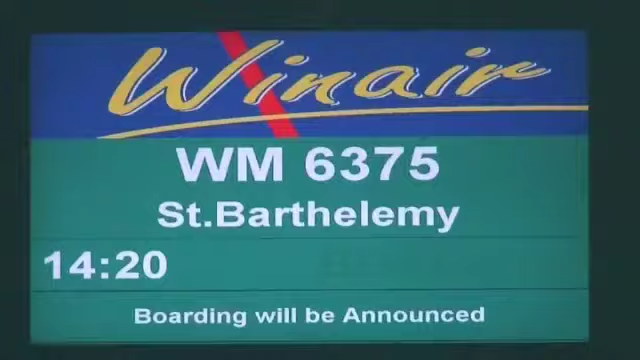 Winair
WM 6375
St.Barthelemy
14:20
Boarding will be Announced